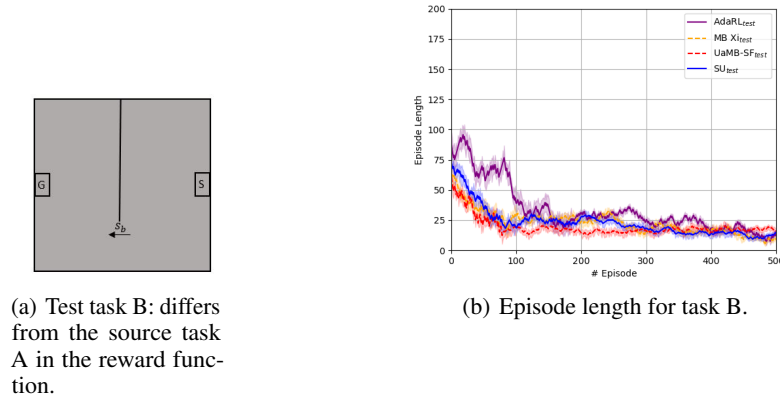 G
S
s_b
(a) Test task B: differs
from the source task
A in the reward func-
tion.
200
175
150
125
100
75
50
25
0
Episode Length
0 100 200 300 400 500
# Episode
AdaRL_test
MB Xi_test
UaMB-SF_test
SU_test
(b) Episode length for task B.